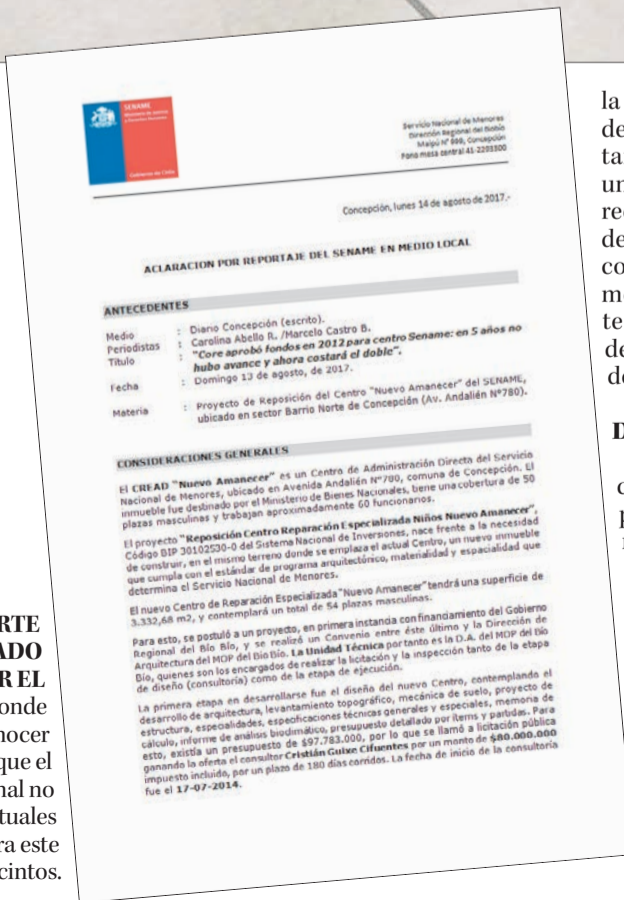 SENAME
Ministerio de Justicia
y Derechos Humanos
Gobierno de Chile
Servicio Nacional de Menores
Dirección Regional del Biobío
Maipú N° 999, Concepción
Fono mesa central 41-2203300
Concepción, lunes 14 de agosto de 2017.-
ACLARACION POR REPORTAJE DEL SENAME EN MEDIO LOCAL
ANTECEDENTES
Medio : Diario Concepción (escrito).
Periodistas : Carolina Abello R. /Marcelo Castro B.
Título : "Core aprobó fondos en 2012 para centro Sename: en 5 años no
hubo avance y ahora costará el doble".
Fecha : Domingo 13 de agosto, de 2017.
Materia : Proyecto de Reposición del Centro "Nuevo Amanecer" del SENAME,
ubicado en sector Barrio Norte de Concepción (Av. Andalién N°780).
CONSIDERACIONES GENERALES
El CREAD "Nuevo Amanecer" es un Centro de Administración Directa del Servicio
Nacional de Menores, ubicado en Avenida Andalién N°780, comuna de Concepción. El
inmueble fue destinado por el Ministerio de Bienes Nacionales, tiene una cobertura de 50
plazas masculinas y trabajan aproximadamente 60 funcionarios.
El proyecto "Reposición Centro Reparación Especializada Niños Nuevo Amanecer",
Código BIP 30102530-0 del Sistema Nacional de Inversiones, nace frente a la necesidad
de construir, en el mismo terreno donde se emplaza el actual Centro, un nuevo inmueble
que cumpla con el estándar de programa arquitectónico, materialidad y espacialidad que
determina el Servicio Nacional de Menores.
El nuevo Centro de Reparación Especializada "Nuevo Amanecer" tendrá una superficie de
3.332,68 m2, y contemplará un total de 54 plazas masculinas.
Para esto, se postuló a un proyecto, en primera instancia con financiamiento del Gobierno
Regional del Bío Bío, y se realizó un Convenio entre éste último y la Dirección de
Arquitectura del MOP del Bío Bío. La Unidad Técnica por tanto es la D.A. del MOP del Bío
Bío, quienes son los encargados de realizar la licitación y la inspección tanto de la etapa
de diseño (consultoría) como de la etapa de ejecución.
La primera etapa en desarrollarse fue el diseño del nuevo Centro, contemplando el
desarrollo de arquitectura, levantamiento topográfico, mecánica de suelo, proyecto de
estructura, especialidades, especificaciones técnicas generales y especiales, memoria de
cálculo, informe de análisis bioclimático, presupuesto detallado por ítems y partidas. Para
esto, existía un presupuesto de $97.783.000, por lo que se llamó a licitación pública
ganando la oferta el consultor Cristián Guixe Cifuentes por un monto de $80.000.000
impuesto incluido, por un plazo de 180 días corridos. La fecha de inicio de la consultoría
fue el 17-07-2014.
RTE
ADO
R EL
onde
nocer
que el
nal no
tuales
ra este
cintos.
la
de
ta
un
re
de
co
m
te
de
d
D